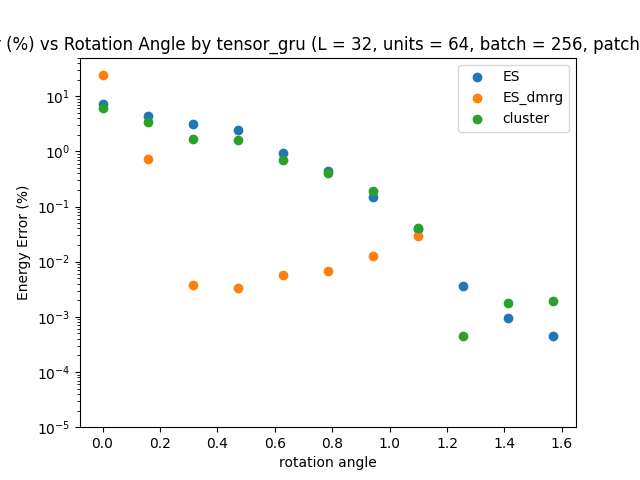 (%) vs Rotation Angle by tensor_gru (L = 32, units = 64, batch = 256, patch
ES
ES_dmrg
cluster
Energy Error (%)
10¹
10⁰
10⁻¹
10⁻²
10⁻³
10⁻⁴
10⁻⁵
0.0 0.2 0.4 0.6 0.8 1.0 1.2 1.4 1.6
rotation angle